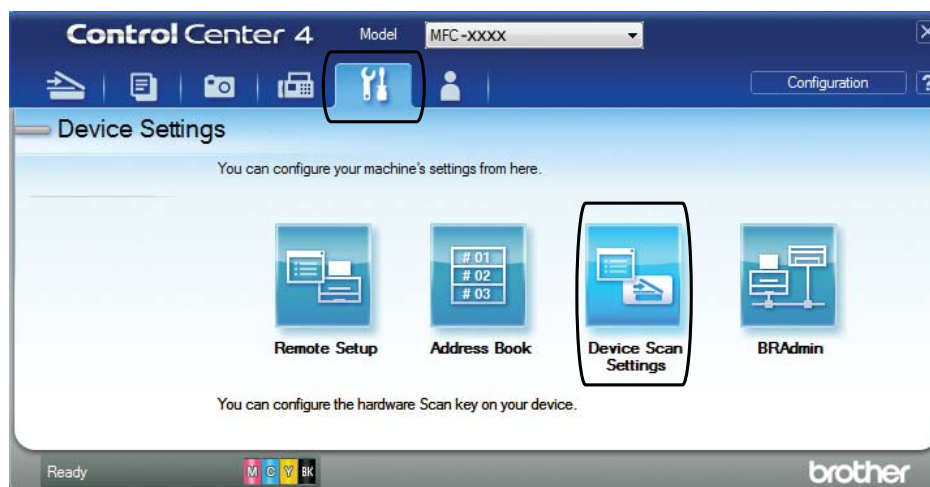 ControlCenter 4 Model MFC-XXXX
Configuration ?
Device Settings
You can configure your machine's settings from here.
# 01
# 02
# 03
Remote Setup Address Book Device Scan Settings BRAdmin
You can configure the hardware Scan key on your device.
Ready M C Y BK brother